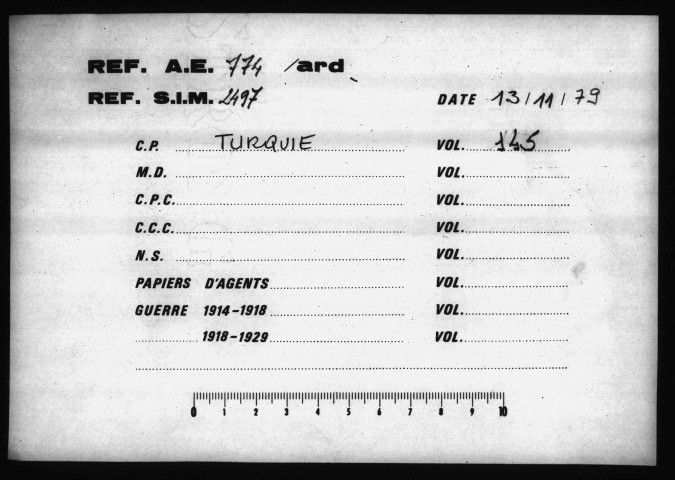 REF. A.E. 774 /ard
REF. S.I.M. 2497 DATE 13/11/79
C.P. TURQUIE VOL. 145
M.D. VOL.
C.P.C. VOL.
C.C.C. VOL.
N.S. VOL.
PAPIERS D'AGENTS VOL.
GUERRE 1914-1918 VOL.
1918-1929 VOL.
0 1 2 3 4 5 6 7 8 9 10